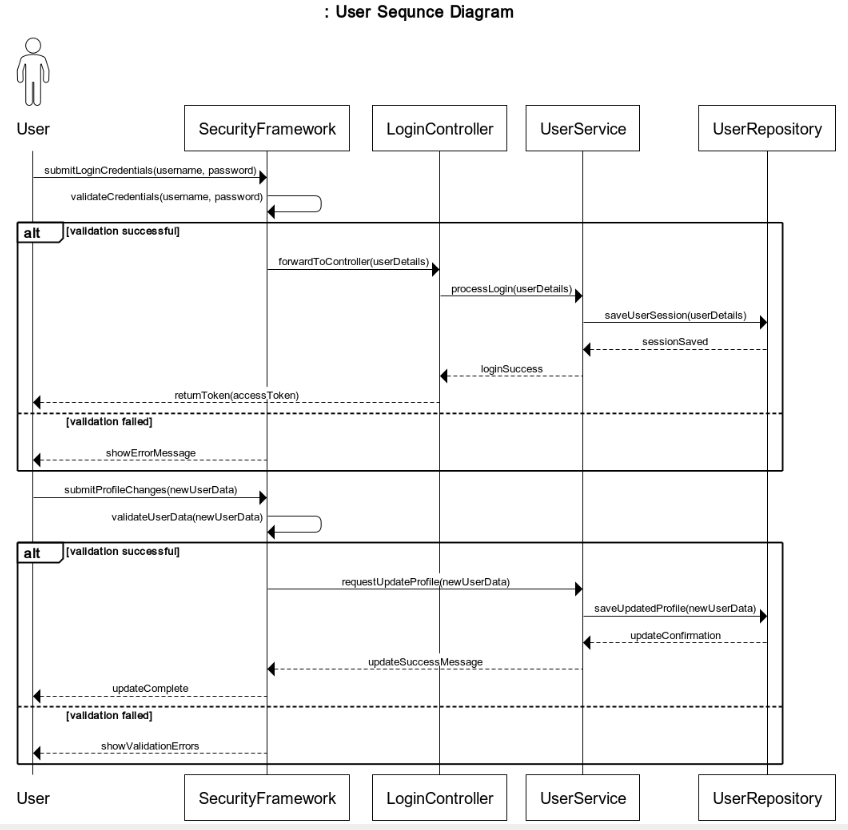 : User Sequnce Diagram
User
SecurityFramework
LoginController
UserService
UserRepository
submitLoginCredentials(username, password)
validateCredentials(username, password)
alt
[validation successful]
forwardToController(userDetails)
processLogin(userDetails)
saveUserSession(userDetails)
sessionSaved
loginSuccess
returnToken(accessToken)
[validation failed]
showErrorMessage
submitProfileChanges(newUserData)
validateUserData(newUserData)
alt
[validation successful]
requestUpdateProfile(newUserData)
saveUpdatedProfile(newUserData)
updateConfirmation
updateSuccessMessage
updateComplete
[validation failed]
showValidationErrors
User
SecurityFramework
LoginController
UserService
UserRepository